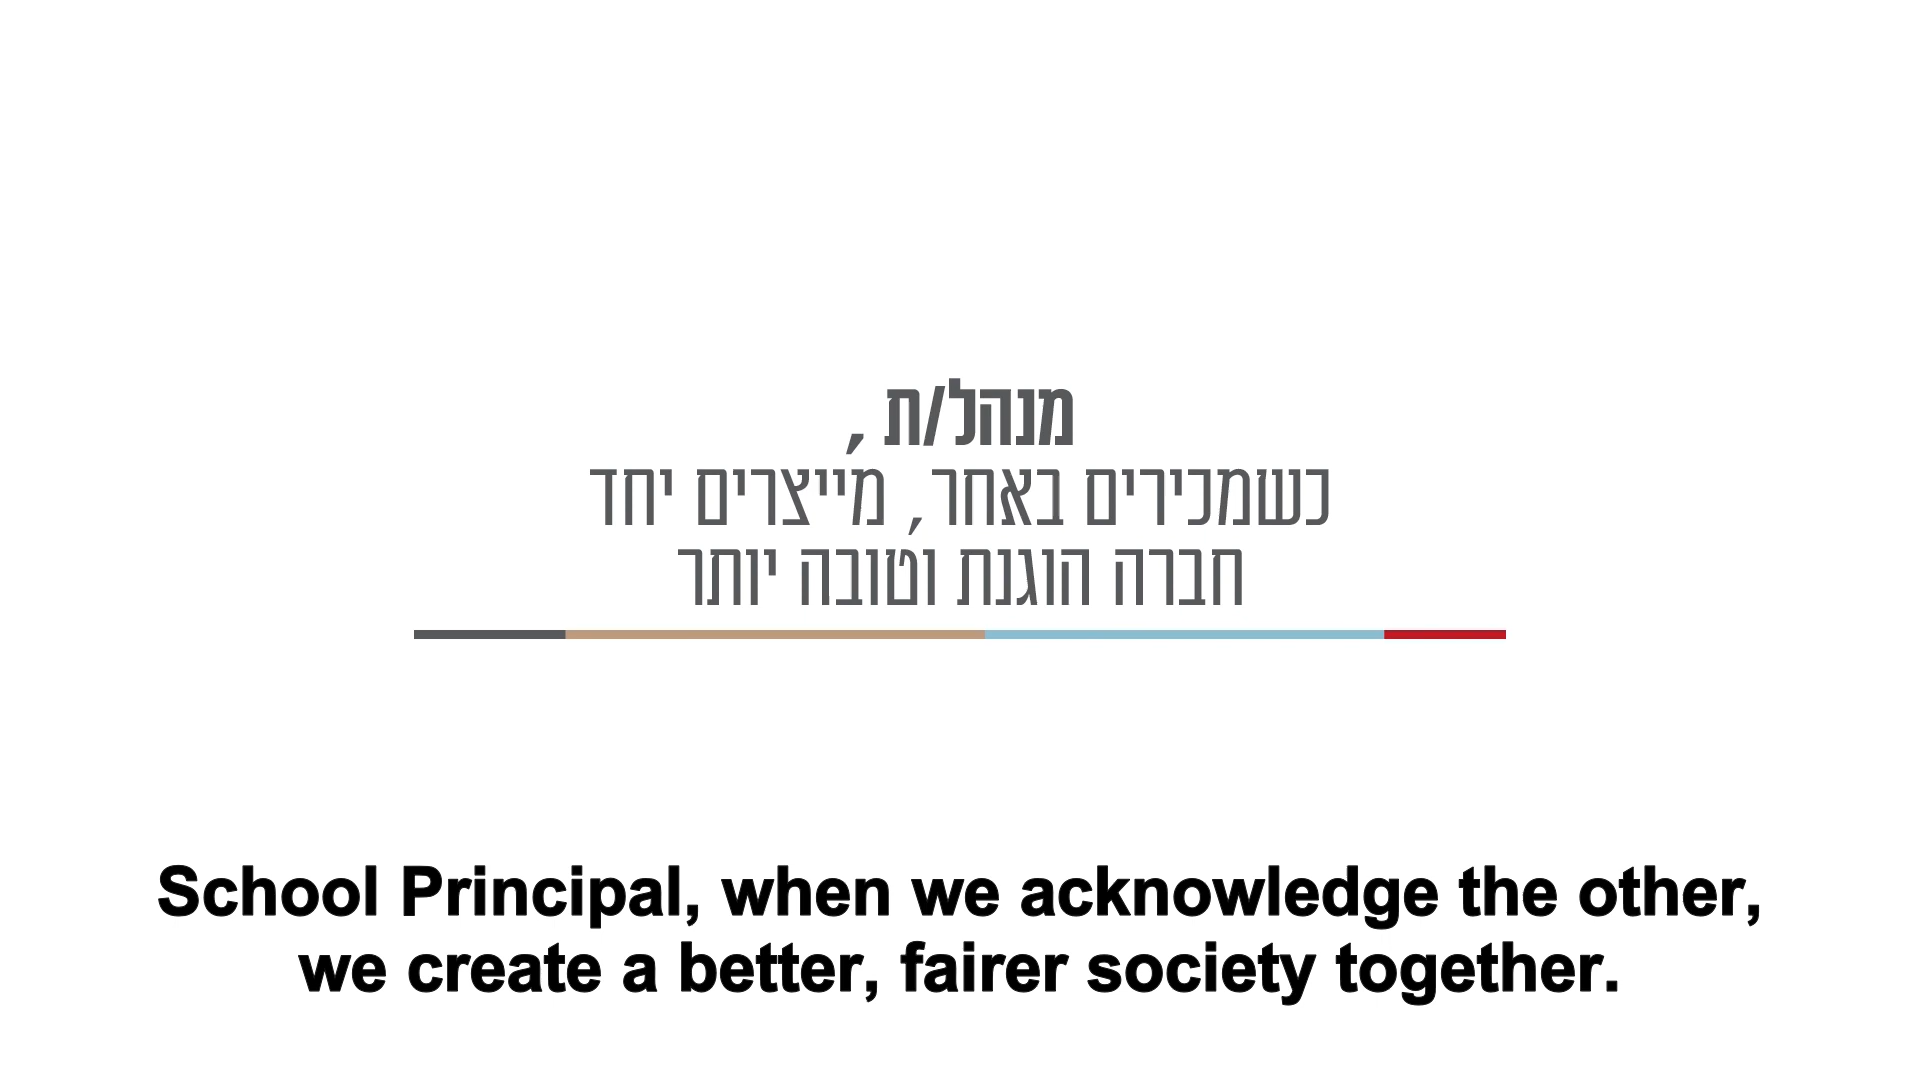 מנהל/ת ,
כשמכירים באחר, מייצרים יחד
חברה הוגנת וטובה יותר
School Principal, when we acknowledge the other,
we create a better, fairer society together.